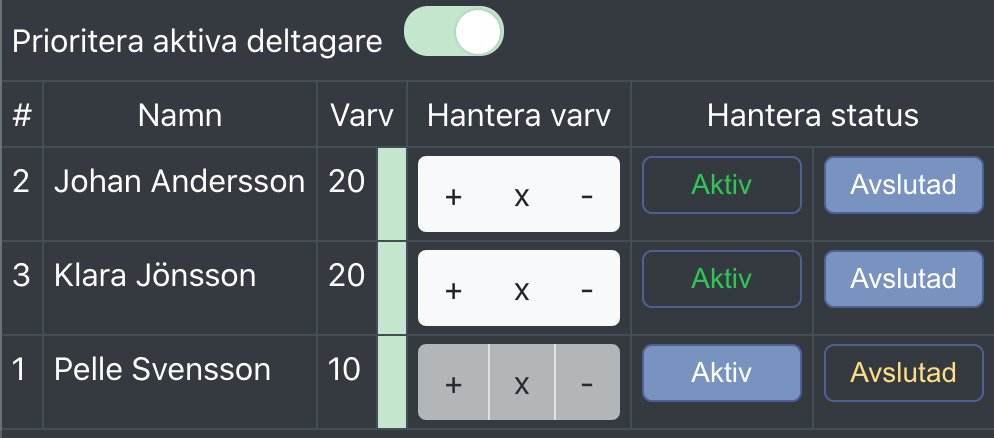 Prioritera aktiva deltagare
# Namn Varv Hantera varv Hantera status
2 Johan Andersson 20 + x - Aktiv Avslutad
3 Klara Jönsson 20 + x - Aktiv Avslutad
1 Pelle Svensson 10 + x - Aktiv Avslutad